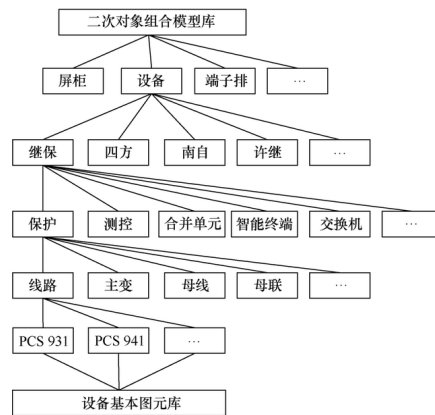 二次对象组合模型库
屏柜 设备 端子排 …
继保 四方 南自 许继 …
保护 测控 合并单元 智能终端 交换机 …
线路 主变 母线 母联 …
PCS 931 PCS 941 …
设备基本图元库